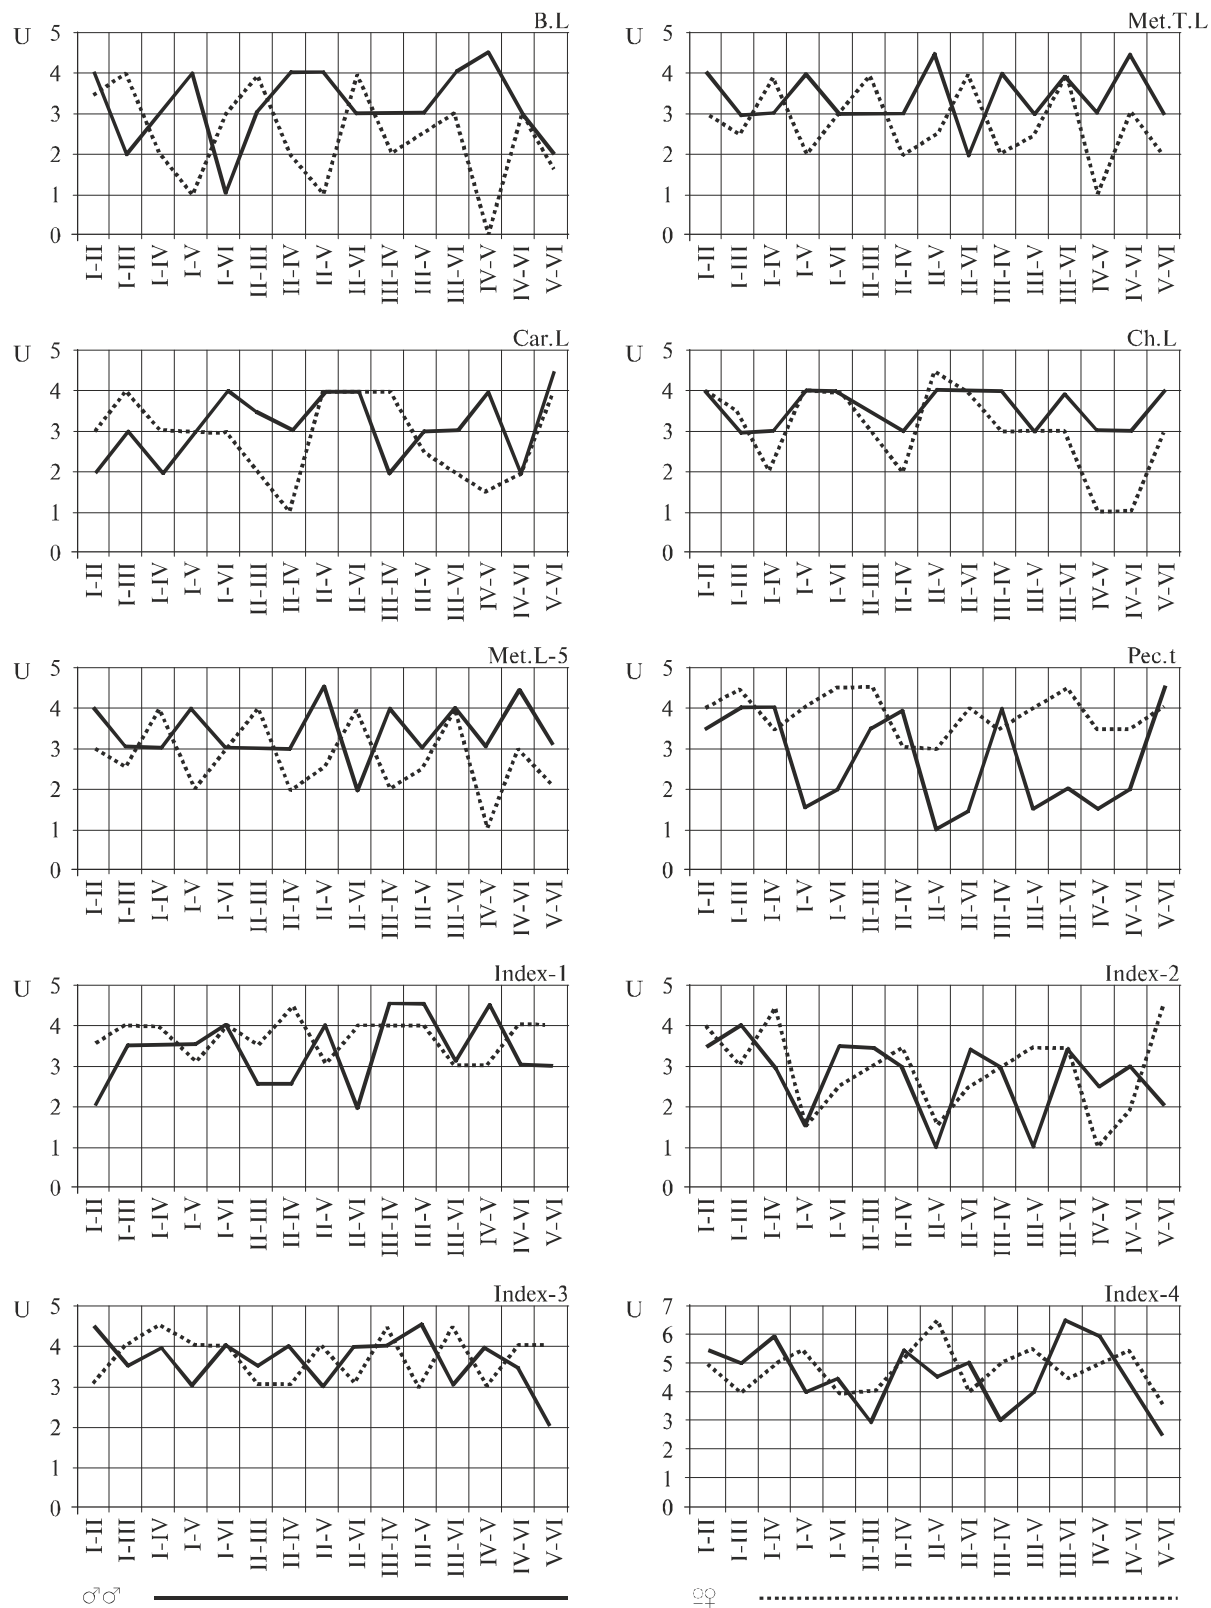 B.L
U 5 4 3 2 1 0
I-II I-III I-IV I-V I-VI II-III II-IV II-V II-VI III-IV III-V III-VI IV-V IV-VI V-VI
Met.T.L
U 5 4 3 2 1 0
I-II I-III I-IV I-V I-VI II-III II-IV II-V II-VI III-IV III-V III-VI IV-V IV-VI V-VI
Car.L
U 5 4 3 2 1 0
I-II I-III I-IV I-V I-VI II-III II-IV II-V II-VI III-IV III-V III-VI IV-V IV-VI V-VI
Ch.L
U 5 4 3 2 1 0
I-II I-III I-IV I-V I-VI II-III II-IV II-V II-VI III-IV III-V III-VI IV-V IV-VI V-VI
Met.L-5
U 5 4 3 2 1 0
I-II I-III I-IV I-V I-VI II-III II-IV II-V II-VI III-IV III-V III-VI IV-V IV-VI V-VI
Pec.t
U 5 4 3 2 1 0
I-II I-III I-IV I-V I-VI II-III II-IV II-V II-VI III-IV III-V III-VI IV-V IV-VI V-VI
Index-1
U 5 4 3 2 1 0
I-II I-III I-IV I-V I-VI II-III II-IV II-V II-VI III-IV III-V III-VI IV-V IV-VI V-VI
Index-2
U 5 4 3 2 1 0
I-II I-III I-IV I-V I-VI II-III II-IV II-V II-VI III-IV III-V III-VI IV-V IV-VI V-VI
Index-3
U 5 4 3 2 1 0
I-II I-III I-IV I-V I-VI II-III II-IV II-V II-VI III-IV III-V III-VI IV-V IV-VI V-VI
Index-4
U 7 6 5 4 3 2 1 0
I-II I-III I-IV I-V I-VI II-III II-IV II-V II-VI III-IV III-V III-VI IV-V IV-VI V-VI
♂♂
♀♀